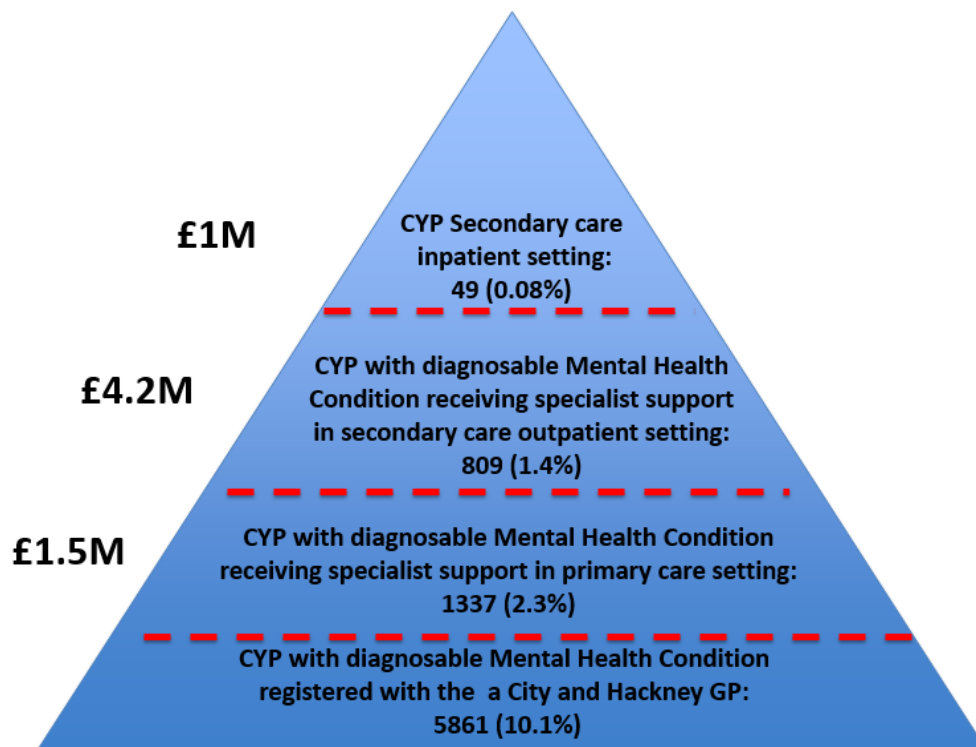 £1M
CYP Secondary care
inpatient setting:
49 (0.08%)
£4.2M
CYP with diagnosable Mental Health
Condition receiving specialist support
in secondary care outpatient setting:
809 (1.4%)
£1.5M
CYP with diagnosable Mental Health Condition
receiving specialist support in primary care setting:
1337 (2.3%)
CYP with diagnosable Mental Health Condition
registered with the  a City and Hackney GP:
5861 (10.1%)